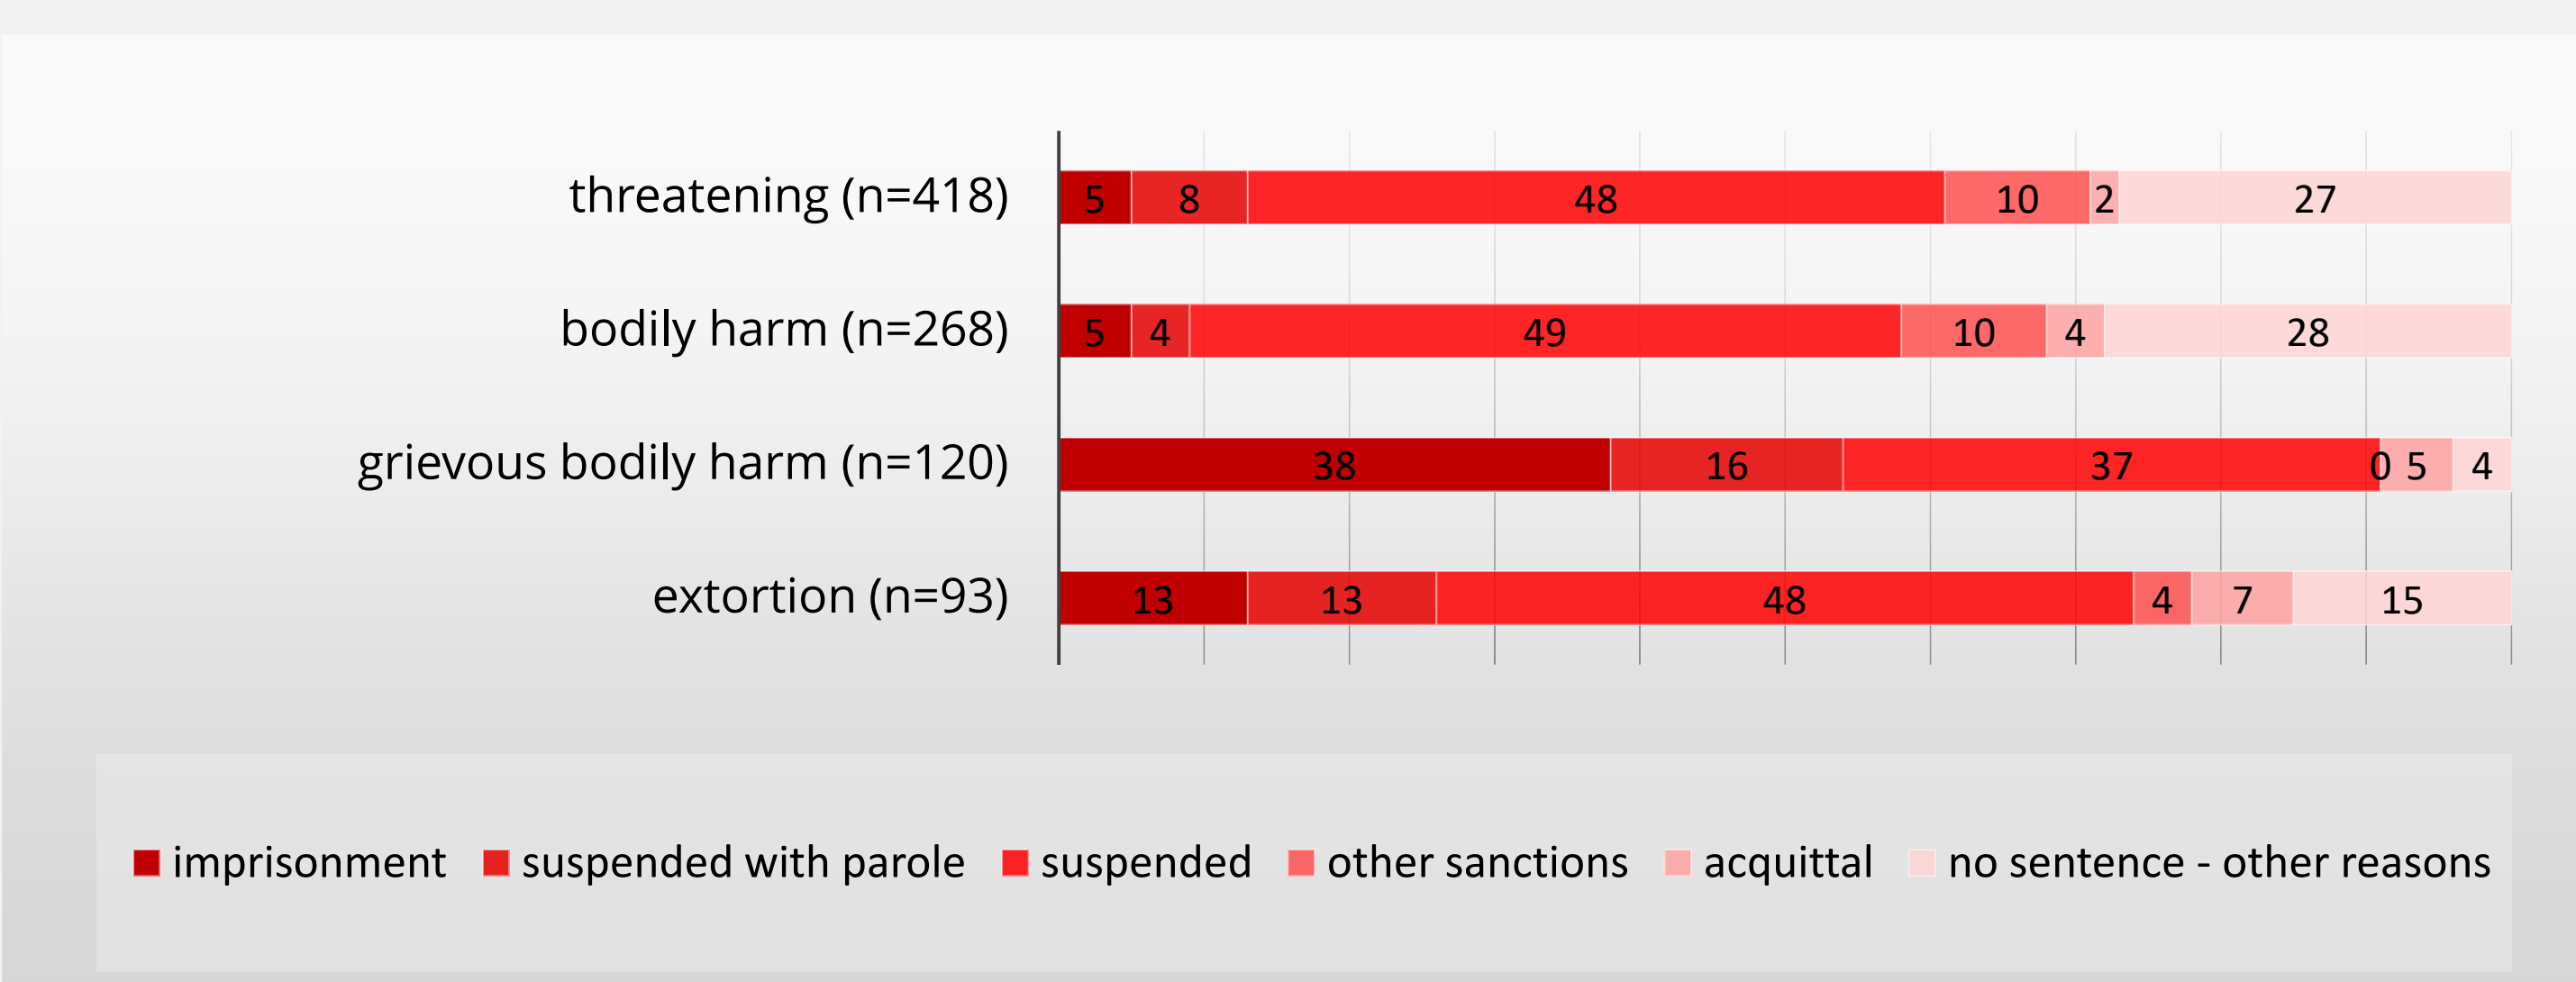 threatening (n=418) 5 8 48 10 2 27
bodily harm (n=268) 5 4 49 10 4 28
grievous bodily harm (n=120) 38 16 37 0 5 4
extortion (n=93) 13 13 48 4 7 15
imprisonment suspended with parole suspended other sanctions acquittal no sentence - other reasons